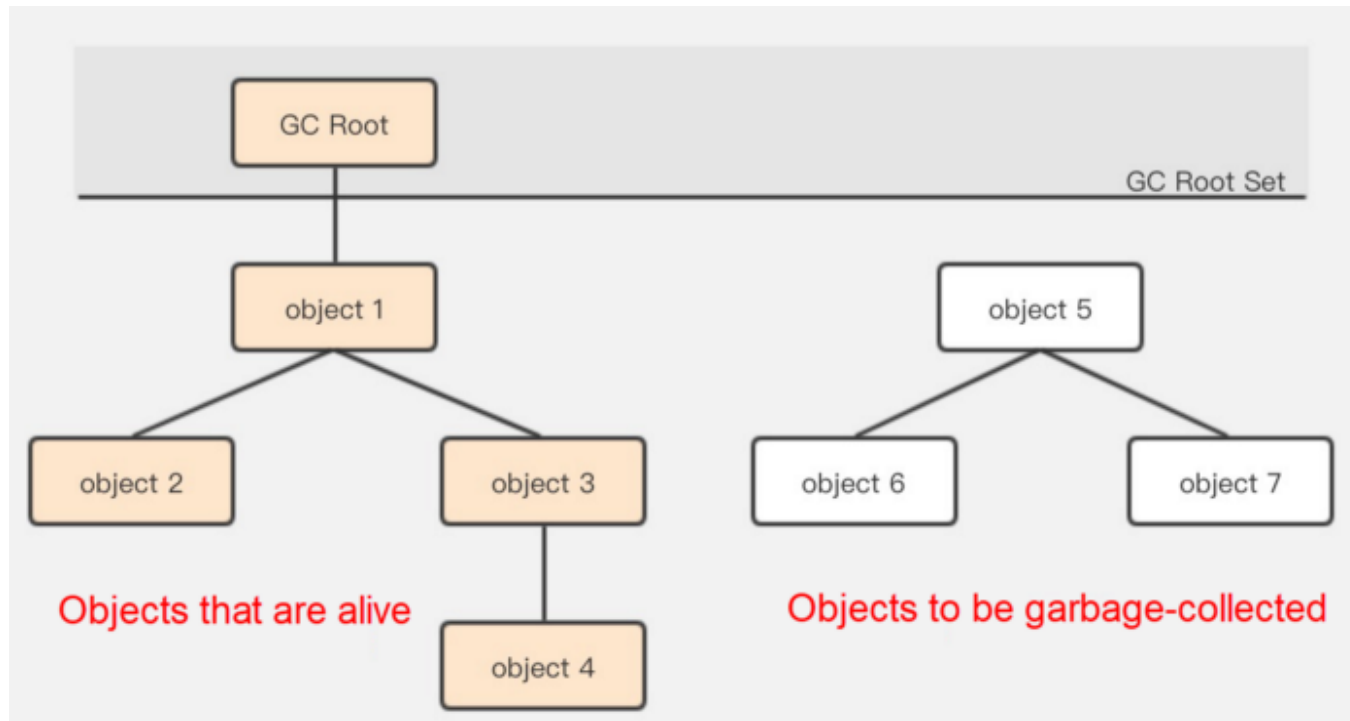 GC Root
GC Root Set
object 1
object 5
object 2
object 3
object 6
object 7
Objects that are alive
Objects to be garbage-collected
object 4